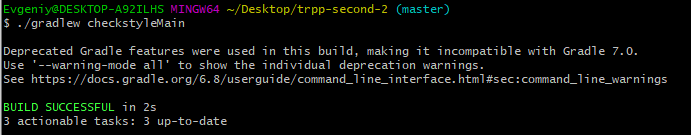 Evgeniy@DESKTOP-A92ILHS MINGW64 ~/Desktop/trpp-second-2 (master)
$ ./gradlew checkstyleMain
Deprecated Gradle features were used in this build, making it incompatible with Gradle 7.0.
Use '--warning-mode all' to show the individual deprecation warnings.
See https://docs.gradle.org/6.8/userguide/command_line_interface.html#sec:command_line_warnings
BUILD SUCCESSFUL in 2s
3 actionable tasks: 3 up-to-date